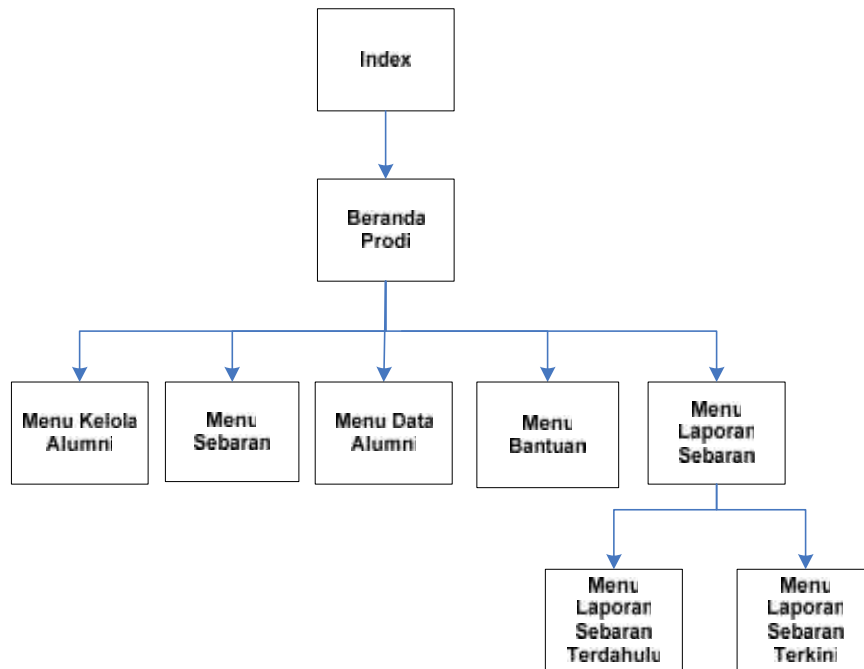 Index
Beranda
Prodi
Menu Kelola
Alumni
Menu
Sebaran
Menu Data
Alumni
Menu
Bantuan
Menu
Laporan
Sebaran
Menu
Laporan
Sebaran
Terdahulu
Menu
Laporan
Sebaran
Terkini